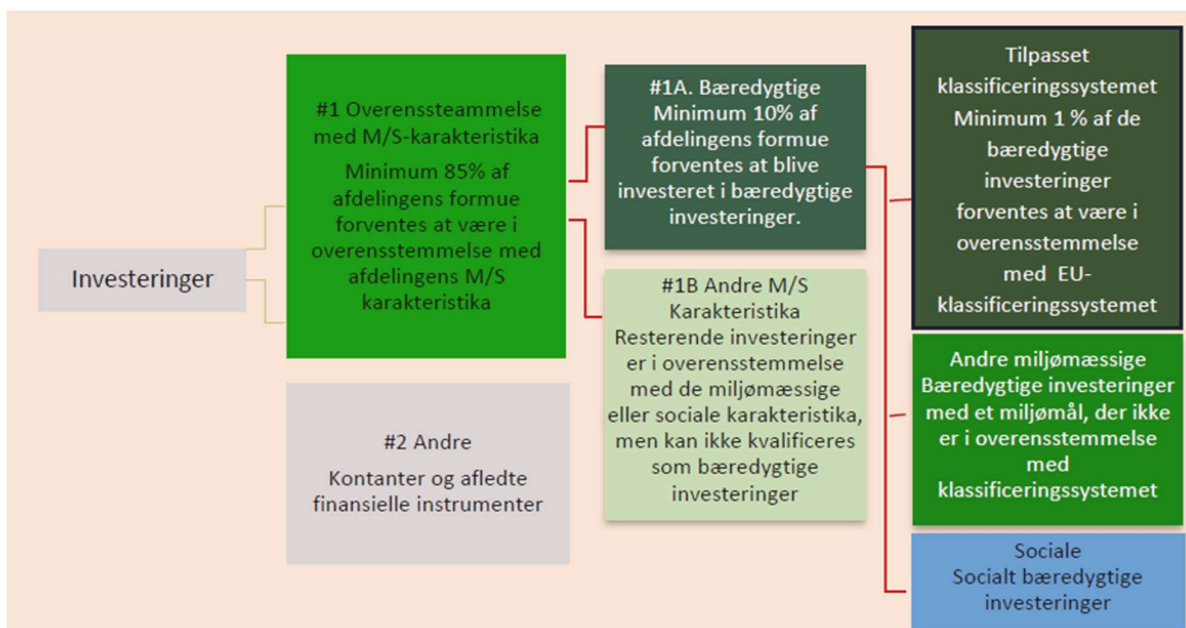 Investeringer
#1 Overenssteammelse
med M/S-karakteristika
Minimum 85% af
afdelingens formue
forventes at være i
overensstemmelse med
afdelingens M/S
karakteristika
#2 Andre
Kontanter og afledte
finansielle instrumenter
#1A. Bæredygtige
Minimum 10% af
afdelingens formue
forventes at blive
investeret i bæredygtige
investeringer.
#1B Andre M/S
Karakteristika
Resterende investeringer
er i overensstemmelse
med de miljømæssige
eller sociale karakteristika,
men kan ikke kvalificeres
som bæredygtige
investeringer
Tilpasset
klassificeringssystemet
Minimum 1 % af de
bæredygtige
investeringer
forventes at være i
overensstemmelse
med EU-
klassificeringssystemet
Andre miljømæssige
Bæredygtige investeringer
med et miljømål, der ikke
er i overensstemmelse
med
klassificeringssystemet
Sociale
Socialt bæredygtige
investeringer